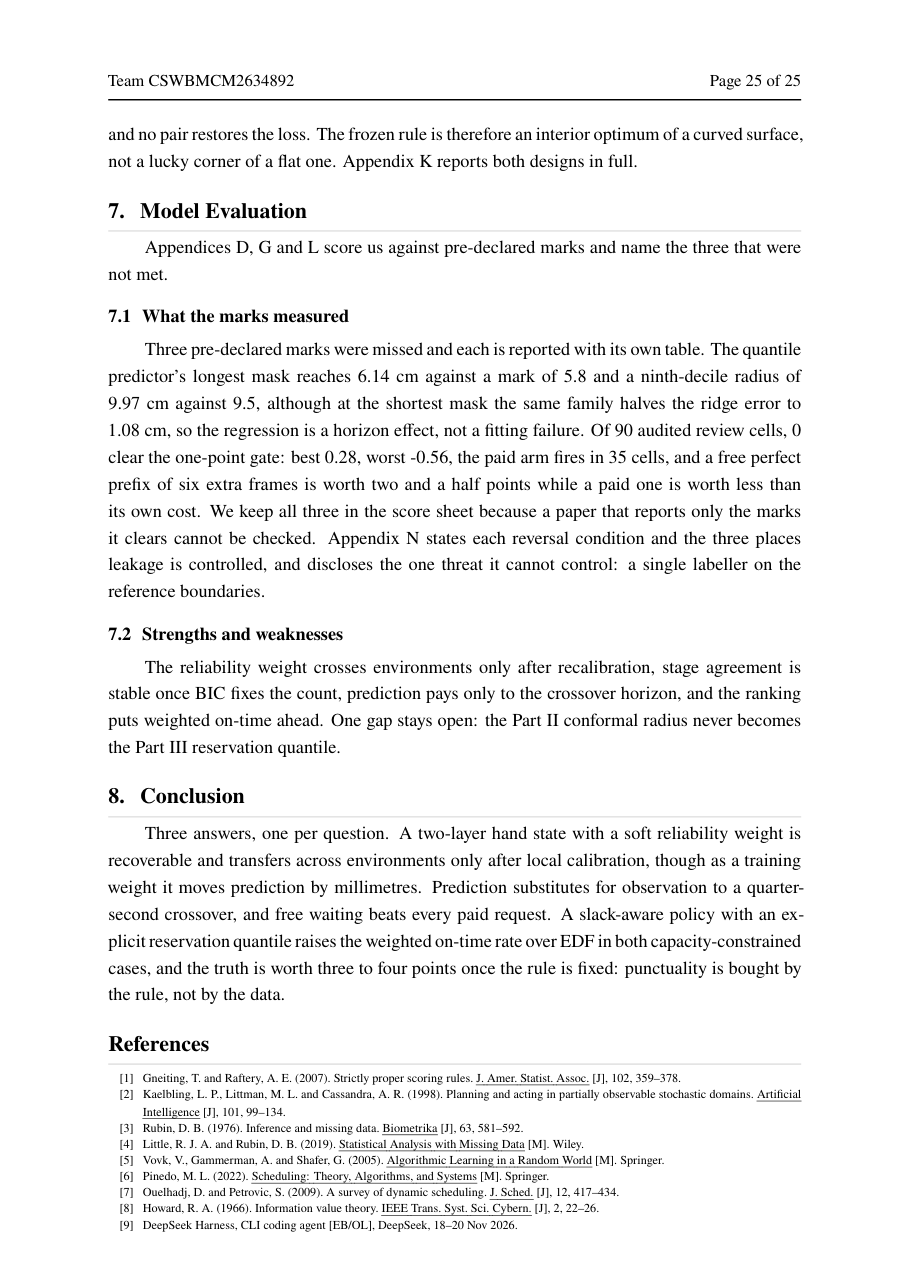 Team CSWBMCM2634892 Page 25 of 25
and no pair restores the loss. The frozen rule is therefore an interior optimum of a curved surface,
not a lucky corner of a flat one. Appendix K reports both designs in full.
7. Model Evaluation
Appendices D, G and L score us against pre-declared marks and name the three that were
not met.
7.1 What the marks measured
Three pre-declared marks were missed and each is reported with its own table. The quantile
predictor's longest mask reaches 6.14 cm against a mark of 5.8 and a ninth-decile radius of
9.97 cm against 9.5, although at the shortest mask the same family halves the ridge error to
1.08 cm, so the regression is a horizon effect, not a fitting failure. Of 90 audited review cells, 0
clear the one-point gate: best 0.28, worst -0.56, the paid arm fires in 35 cells, and a free perfect
prefix of six extra frames is worth two and a half points while a paid one is worth less than
its own cost. We keep all three in the score sheet because a paper that reports only the marks
it clears cannot be checked. Appendix N states each reversal condition and the three places
leakage is controlled, and discloses the one threat it cannot control: a single labeller on the
reference boundaries.
7.2 Strengths and weaknesses
The reliability weight crosses environments only after recalibration, stage agreement is
stable once BIC fixes the count, prediction pays only to the crossover horizon, and the ranking
puts weighted on-time ahead. One gap stays open: the Part II conformal radius never becomes
the Part III reservation quantile.
8. Conclusion
Three answers, one per question. A two-layer hand state with a soft reliability weight is
recoverable and transfers across environments only after local calibration, though as a training
weight it moves prediction by millimetres. Prediction substitutes for observation to a quarter-
second crossover, and free waiting beats every paid request. A slack-aware policy with an ex-
plicit reservation quantile raises the weighted on-time rate over EDF in both capacity-constrained
cases, and the truth is worth three to four points once the rule is fixed: punctuality is bought by
the rule, not by the data.
References
[1] Gneiting, T. and Raftery, A. E. (2007). Strictly proper scoring rules. J. Amer. Statist. Assoc. [J], 102, 359–378.
[2] Kaelbling, L. P., Littman, M. L. and Cassandra, A. R. (1998). Planning and acting in partially observable stochastic domains. Artificial
Intelligence [J], 101, 99–134.
[3] Rubin, D. B. (1976). Inference and missing data. Biometrika [J], 63, 581–592.
[4] Little, R. J. A. and Rubin, D. B. (2019). Statistical Analysis with Missing Data [M]. Wiley.
[5] Vovk, V., Gammerman, A. and Shafer, G. (2005). Algorithmic Learning in a Random World [M]. Springer.
[6] Pinedo, M. L. (2022). Scheduling: Theory, Algorithms, and Systems [M]. Springer.
[7] Ouelhadj, D. and Petrovic, S. (2009). A survey of dynamic scheduling. J. Sched. [J], 12, 417–434.
[8] Howard, R. A. (1966). Information value theory. IEEE Trans. Syst. Sci. Cybern. [J], 2, 22–26.
[9] DeepSeek Harness, CLI coding agent [EB/OL], DeepSeek, 18–20 Nov 2026.